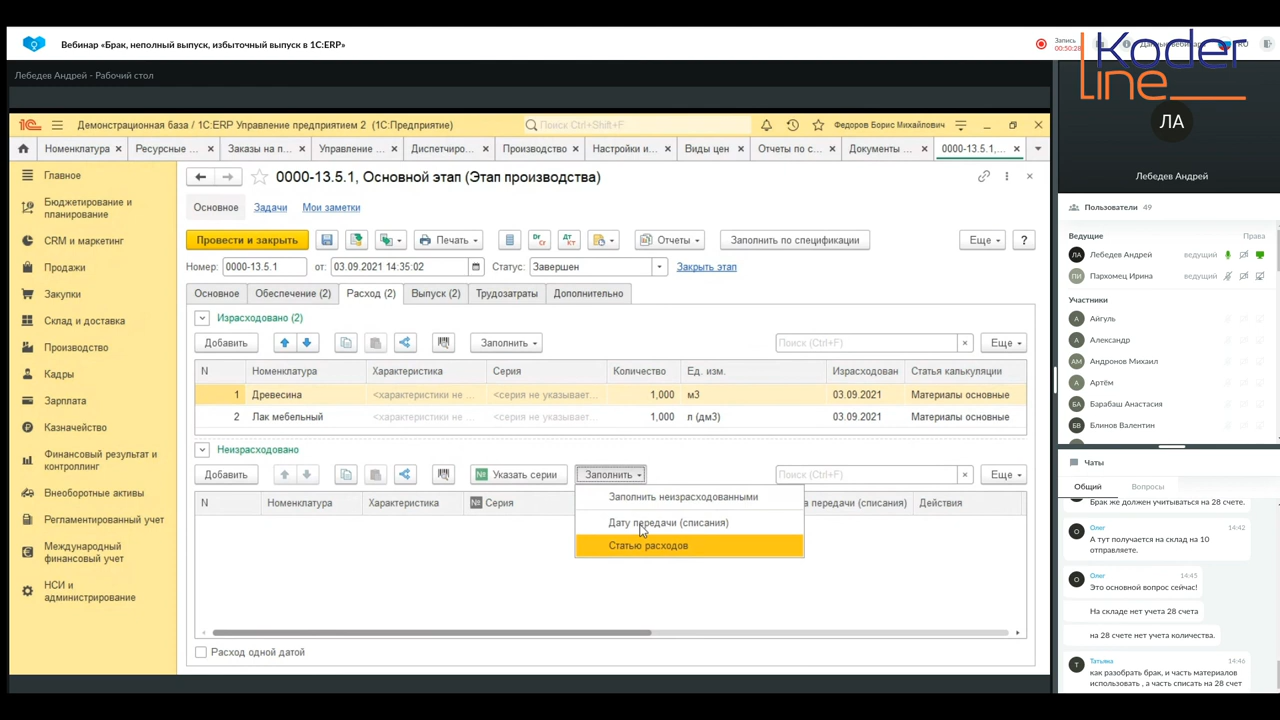 Вебинар «Брак, неполный выпуск, избыточный выпуск в 1С:ERP»
Запись
00:50:28
RU
Koder
line
Лебедев Андрей - Рабочий стол
ЛА
Лебедев Андрей
1С Демонстрационная база / 1С:ERP Управление предприятием 2 (1С:Предприятие)
Поиск Ctrl+Shift+F
Федоров Борис Михайлович
Номенклатура × Ресурсные ... × Заказы на п... × Управление ... × Диспетчиро... × Производство × Настройки и... × Виды цен × Отчеты по с... × Документы ... × 0000-13.5.1,... ×
Главное
Бюджетирование и
планирование
CRM и маркетинг
Продажи
Закупки
Склад и доставка
Производство
Кадры
Зарплата
Казначейство
Финансовый результат и
контроллинг
Внеоборотные активы
Регламентированный учет
Международный
финансовый учет
НСИ и
администрирование
0000-13.5.1, Основной этап (Этап производства)
Основное Задачи Мои заметки
Провести и закрыть Печать Отчеты Заполнить по спецификации Еще ?
Номер: 0000-13.5.1 от: 03.09.2021 14:35:02 Статус: Завершен Закрыть этап
Основное Обеспечение (2) Расход (2) Выпуск (2) Трудозатраты Дополнительно
Израсходовано (2)
Добавить Заполнить Поиск (Ctrl+F) × Еще
N Номенклатура Характеристика Серия Количество Ед. изм. Израсходован Статья калькуляции
1 Древесина <характеристики не ... <серия не указывает... 1,000 м3 03.09.2021 Материалы основные
2 Лак мебельный <характеристики не ... <серия не указывает... 1,000 л (дм3) 03.09.2021 Материалы основные
Неизрасходовано
Добавить Указать серии Заполнить Поиск (Ctrl+F) × Еще
N Номенклатура Характеристика Серия а передачи (списания) Действия
Заполнить неизрасходованными
Дату передачи (списания)
Статью расходов
Расход одной датой
Пользователи 49
Ведущие Права
ЛА Лебедев Андрей ведущий
ПИ Пархомец Ирина ведущий
Участники
А Айгуль
А Александр
АМ Андронов Михаил
А Артём
БА Барабаш Анастасия
БВ Блинов Валентин
Чаты
Общий Вопросы
Брак же должен учитываться на 28 счете.
О Олег 14:42
А тут получается на склад на 10
отправляете.
О Олег 14:45
Это основной вопрос сейчас!
На складе нет учета 28 счета
на 28 счете нет учета количества.
Т Татьяна 14:46
как разобрать брак, и часть материалов
использовать , а часть списать на 28 счет